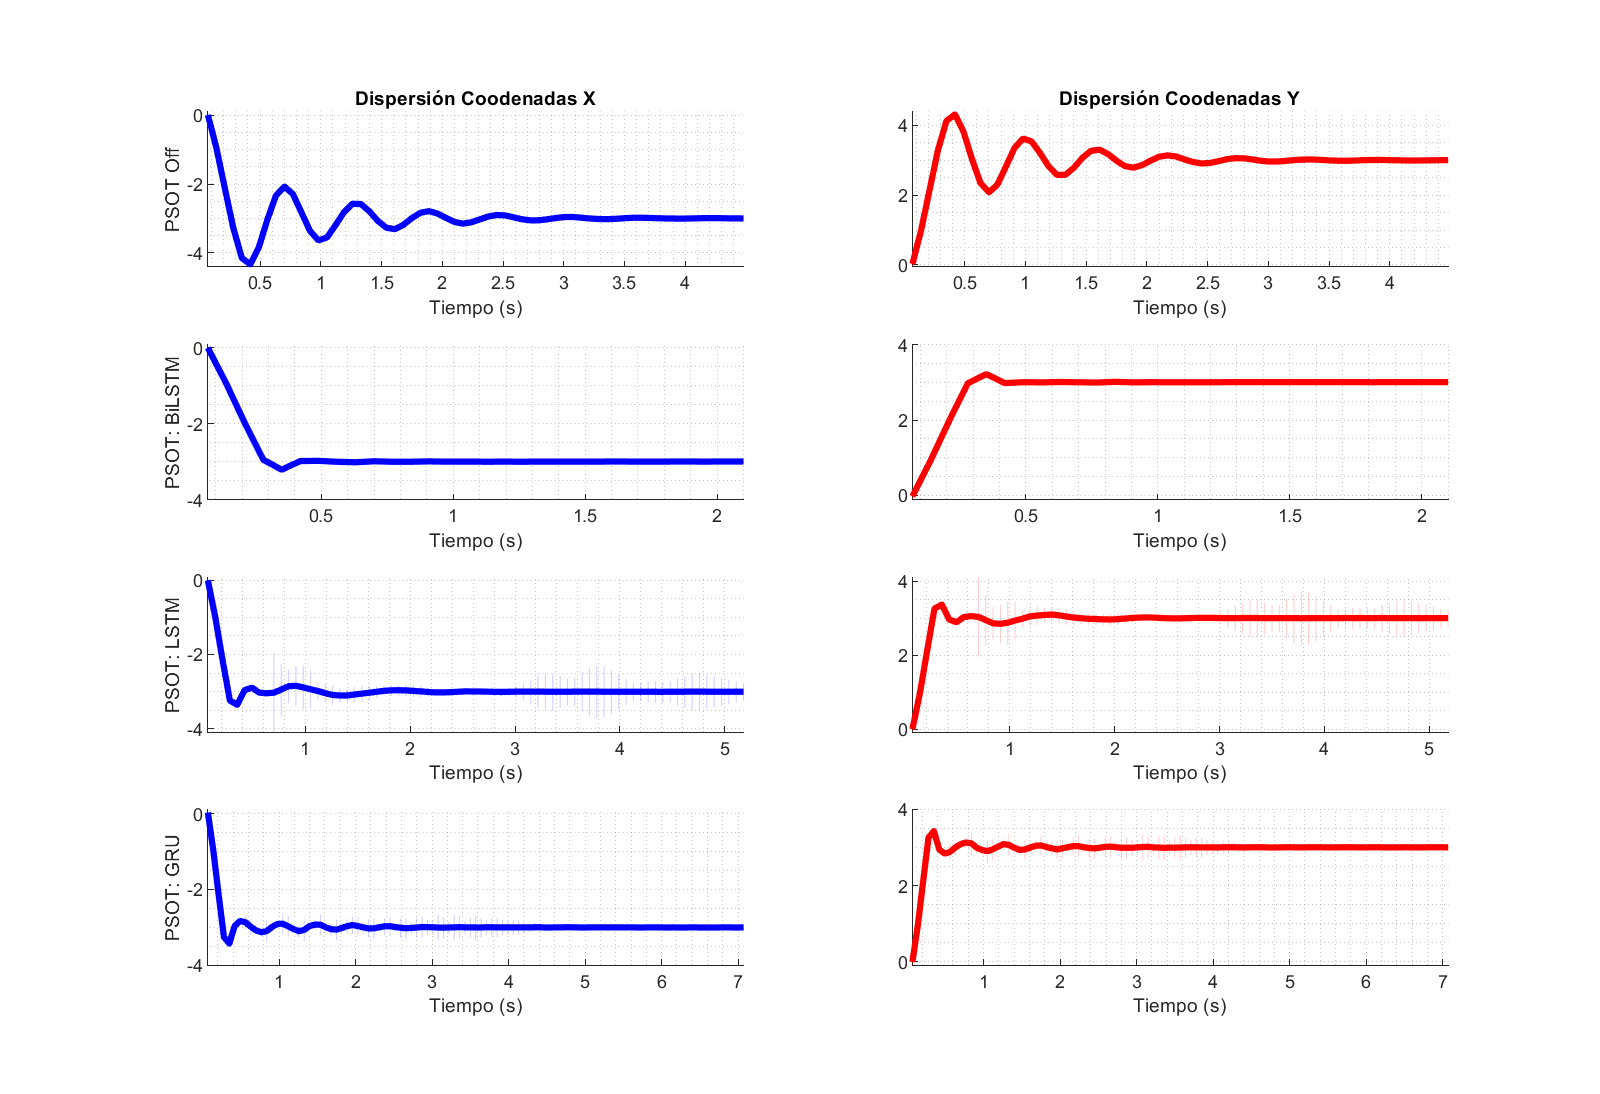 Dispersión Coodenadas X
PSOT Off
0
-2
-4
0.5 1 1.5 2 2.5 3 3.5 4
Tiempo (s)
Dispersión Coodenadas Y
4
2
0
0.5 1 1.5 2 2.5 3 3.5 4
Tiempo (s)
PSOT: BiLSTM
0
-2
-4
0.5 1 1.5 2
Tiempo (s)
4
2
0
0.5 1 1.5 2
Tiempo (s)
PSOT: LSTM
0
-2
-4
1 2 3 4 5
Tiempo (s)
4
2
0
1 2 3 4 5
Tiempo (s)
PSOT: GRU
0
-2
-4
1 2 3 4 5 6 7
Tiempo (s)
4
2
0
1 2 3 4 5 6 7
Tiempo (s)